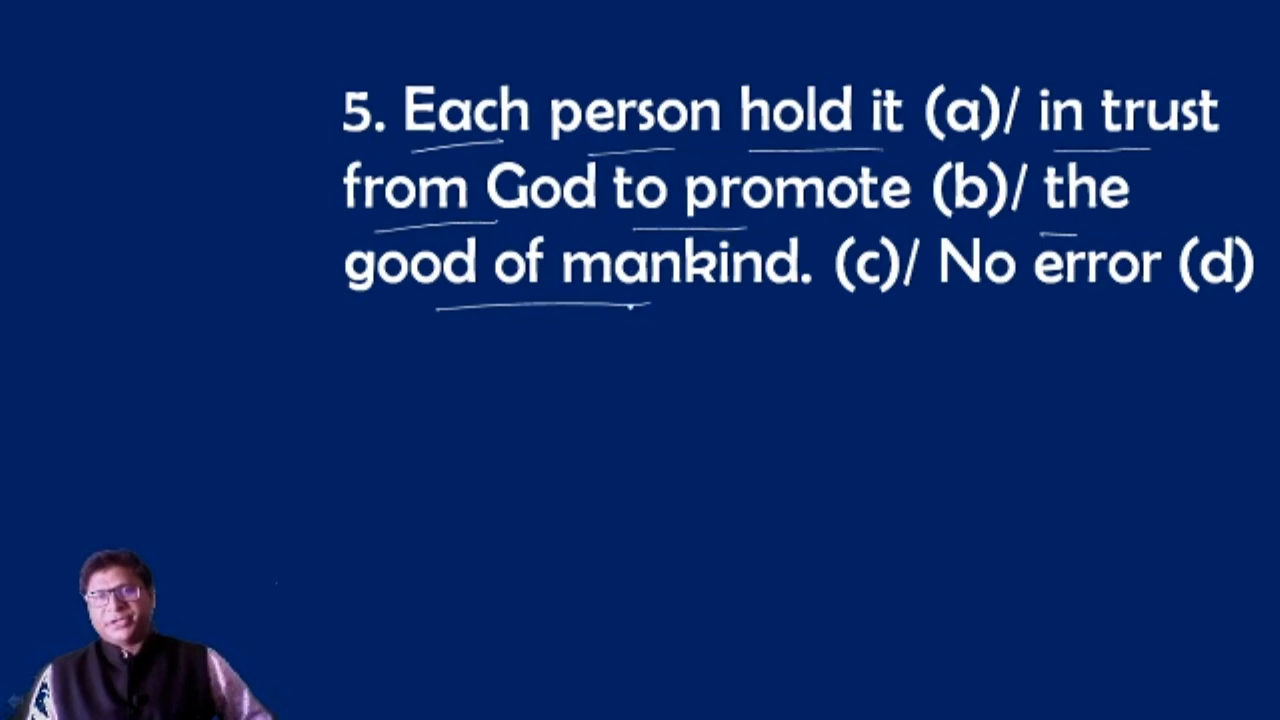 5. Each person hold it (a)/ in trust
from God to promote (b)/ the
good of mankind. (c)/ No error (d)